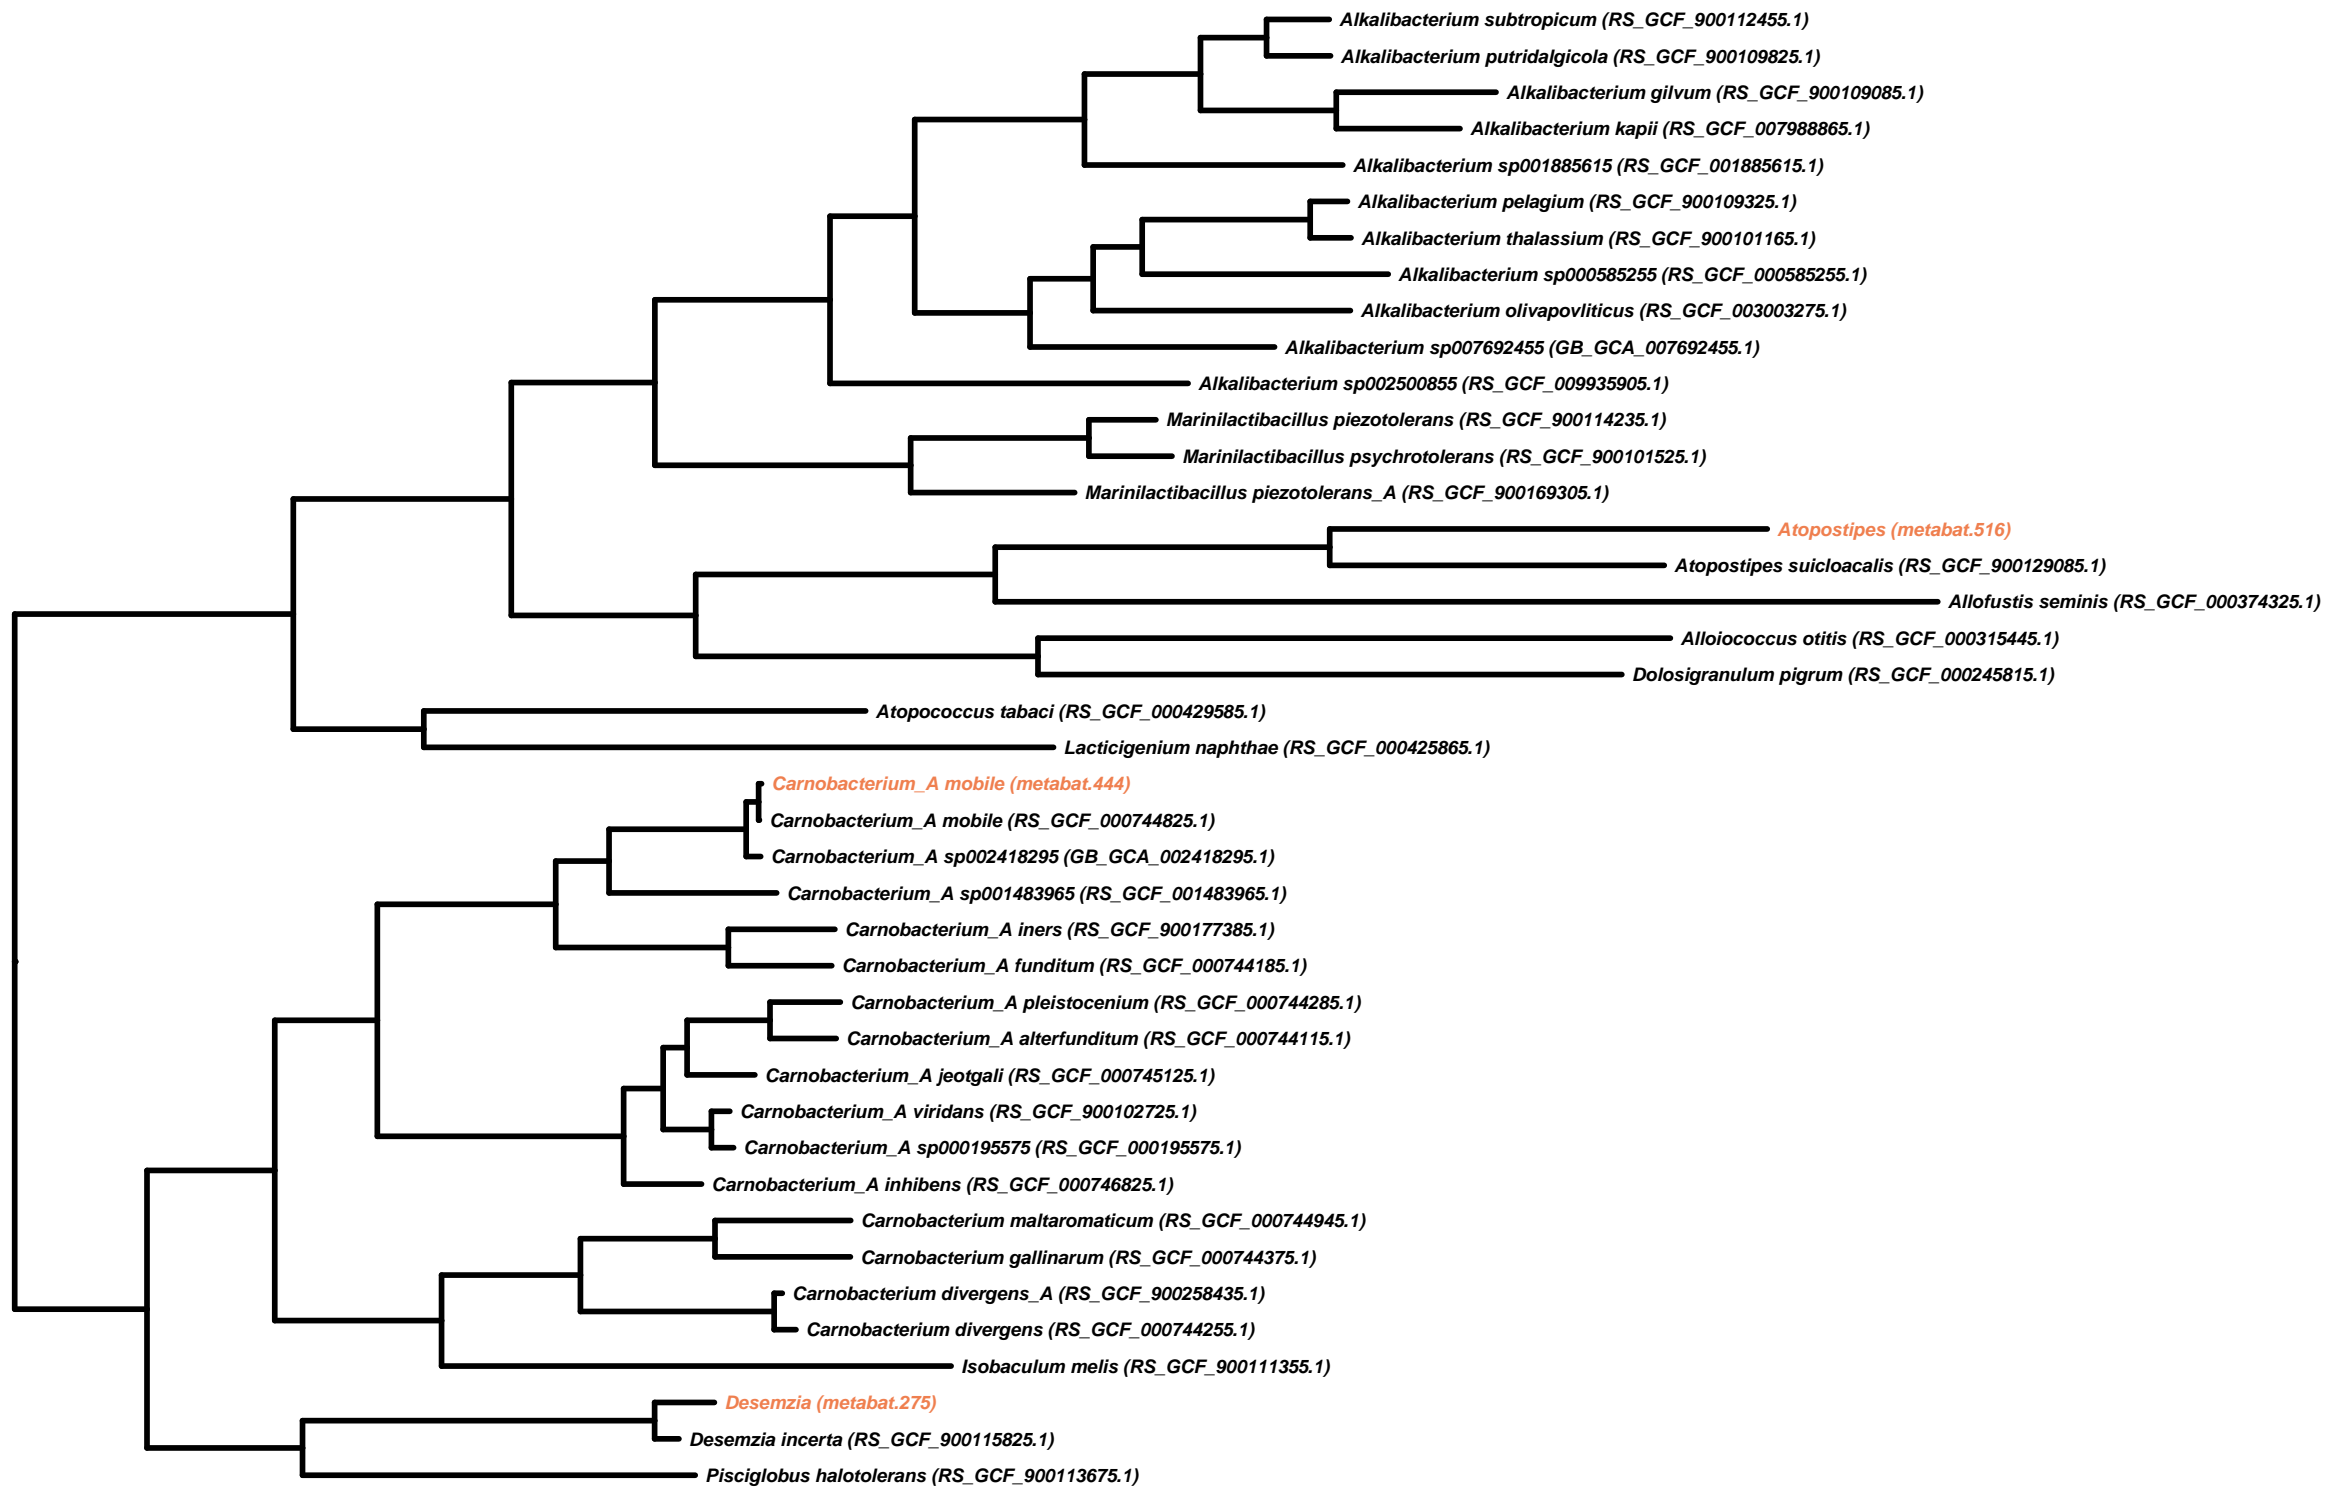 Alkalibacterium subtropicum (RS_GCF_900112455.1)
Alkalibacterium putridalgicola (RS_GCF_900109825.1)
Alkalibacterium gilvum (RS_GCF_900109085.1)
Alkalibacterium kapii (RS_GCF_007988865.1)
Alkalibacterium sp001885615 (RS_GCF_001885615.1)
Alkalibacterium pelagium (RS_GCF_900109325.1)
Alkalibacterium thalassium (RS_GCF_900101165.1)
Alkalibacterium sp000585255 (RS_GCF_000585255.1)
Alkalibacterium olivapovliticus (RS_GCF_003003275.1)
Alkalibacterium sp007692455 (GB_GCA_007692455.1)
Alkalibacterium sp002500855 (RS_GCF_009935905.1)
Marinilactibacillus piezotolerans (RS_GCF_900114235.1)
Marinilactibacillus psychrotolerans (RS_GCF_900101525.1)
Marinilactibacillus piezotolerans_A (RS_GCF_900169305.1)
Atopostipes (metabat.516)
Atopostipes suicloacalis (RS_GCF_900129085.1)
Allofustis seminis (RS_GCF_000374325.1)
Alloiococcus otitis (RS_GCF_000315445.1)
Dolosigranulum pigrum (RS_GCF_000245815.1)
Atopococcus tabaci (RS_GCF_000429585.1)
Lacticigenium naphthae (RS_GCF_000425865.1)
Carnobacterium_A mobile (metabat.444)
Carnobacterium_A mobile (RS_GCF_000744825.1)
Carnobacterium_A sp002418295 (GB_GCA_002418295.1)
Carnobacterium_A sp001483965 (RS_GCF_001483965.1)
Carnobacterium_A iners (RS_GCF_900177385.1)
Carnobacterium_A funditum (RS_GCF_000744185.1)
Carnobacterium_A pleistocenium (RS_GCF_000744285.1)
Carnobacterium_A alterfunditum (RS_GCF_000744115.1)
Carnobacterium_A jeotgali (RS_GCF_000745125.1)
Carnobacterium_A viridans (RS_GCF_900102725.1)
Carnobacterium_A sp000195575 (RS_GCF_000195575.1)
Carnobacterium_A inhibens (RS_GCF_000746825.1)
Carnobacterium maltaromaticum (RS_GCF_000744945.1)
Carnobacterium gallinarum (RS_GCF_000744375.1)
Carnobacterium divergens_A (RS_GCF_900258435.1)
Carnobacterium divergens (RS_GCF_000744255.1)
Isobaculum melis (RS_GCF_900111355.1)
Desemzia (metabat.275)
Desemzia incerta (RS_GCF_900115825.1)
Pisciglobus halotolerans (RS_GCF_900113675.1)